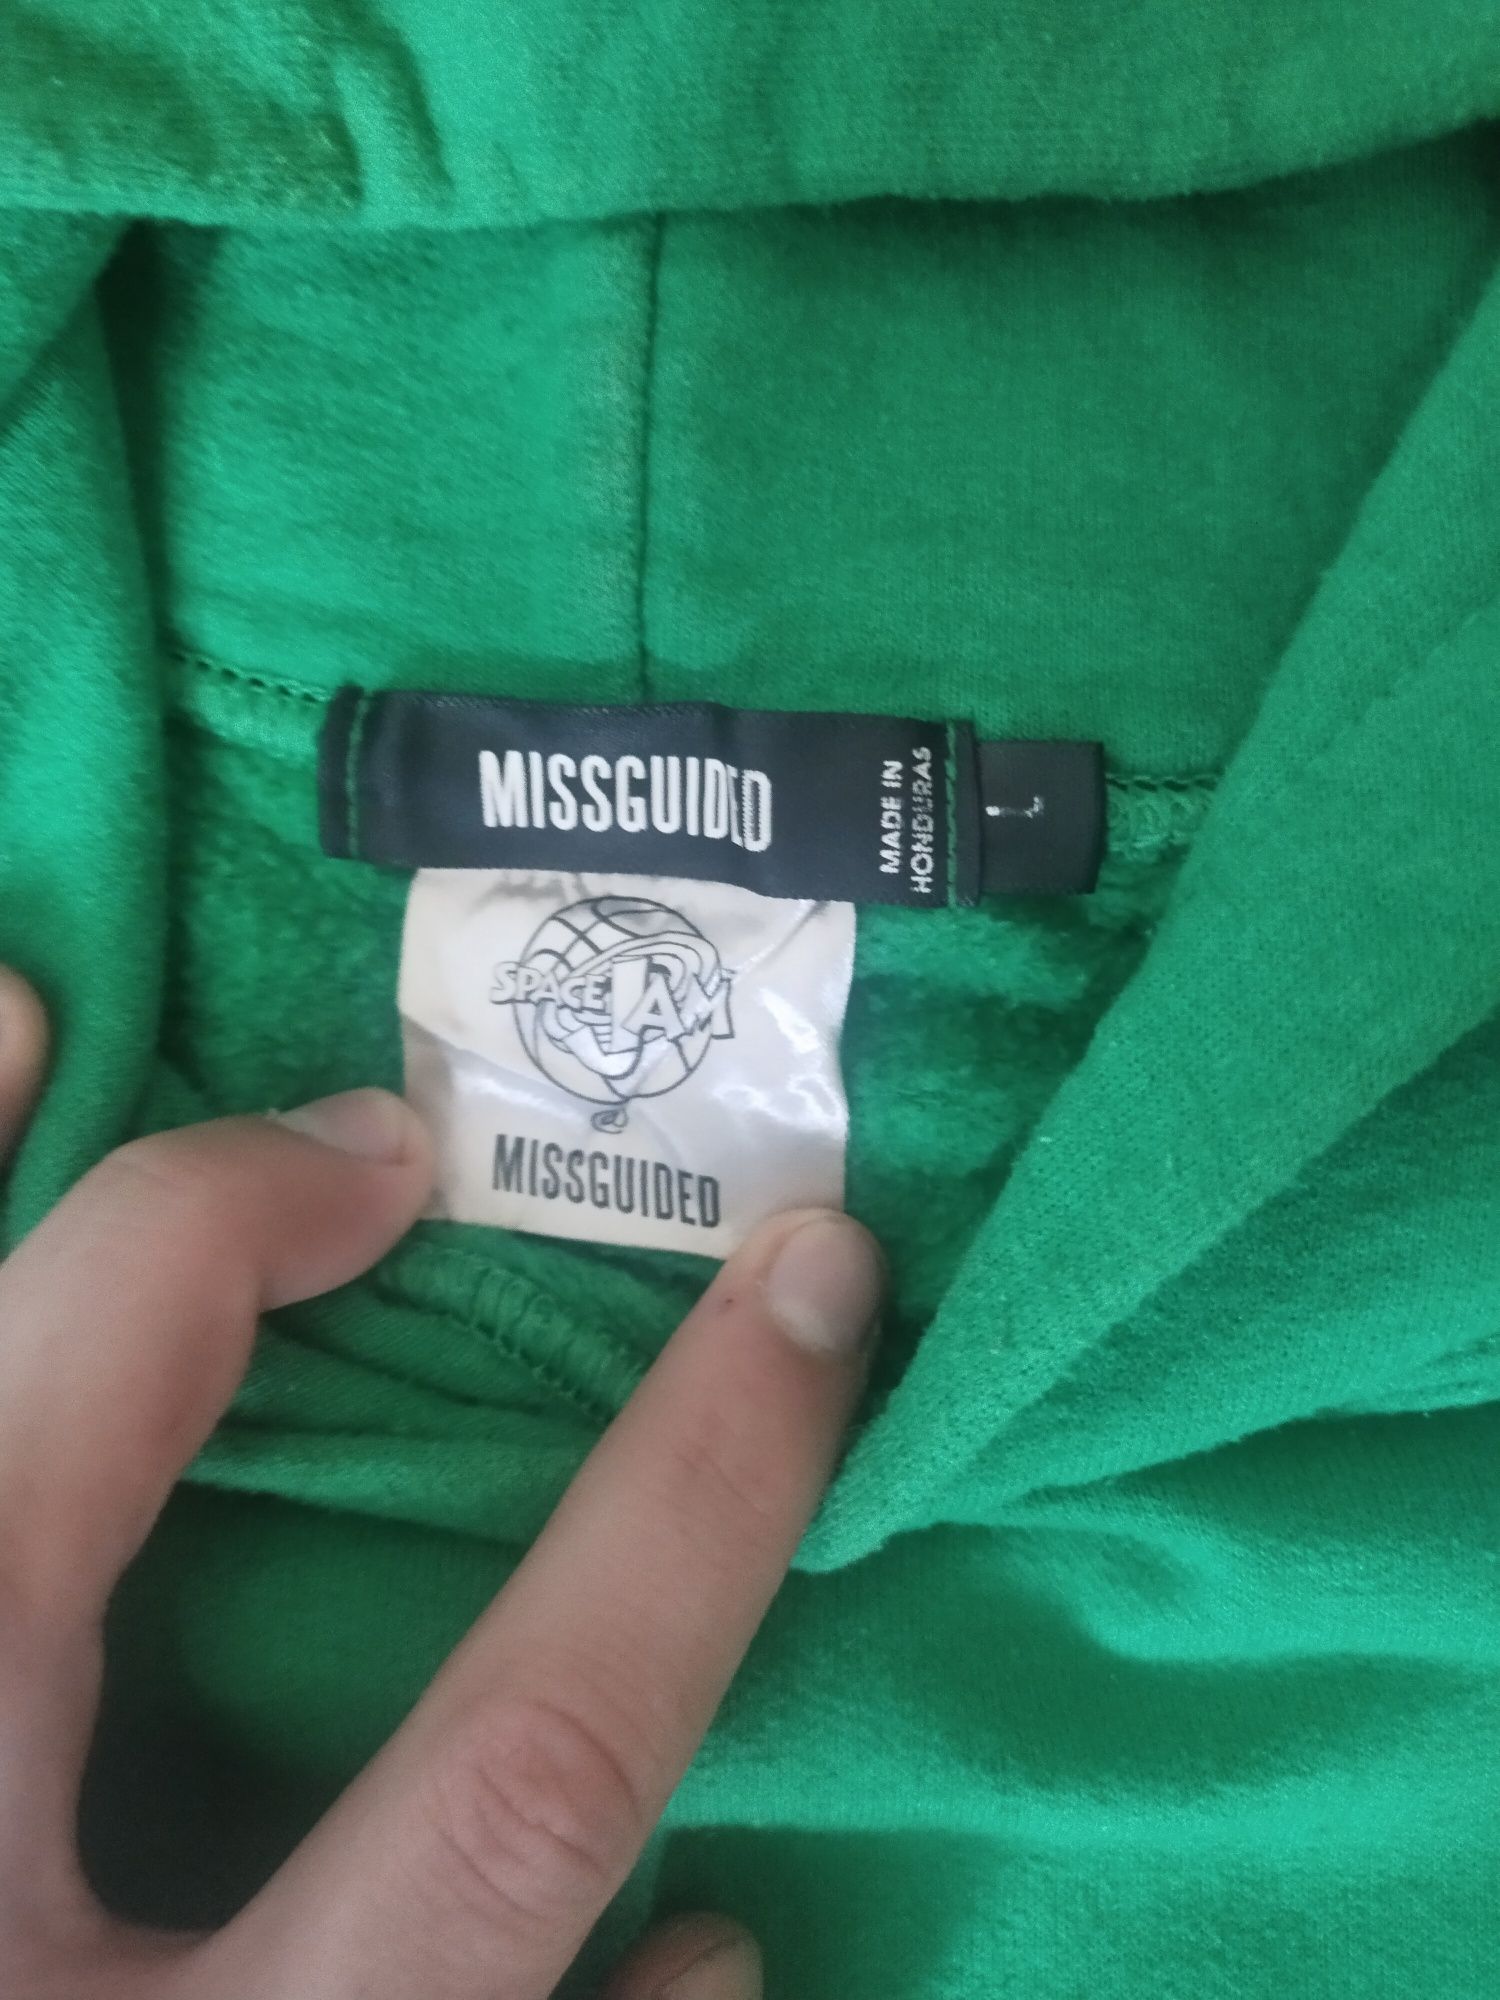 MISSGUIDED
MADE IN
HONDURAS
L
SPACE JAM
@
MISSGUIDED